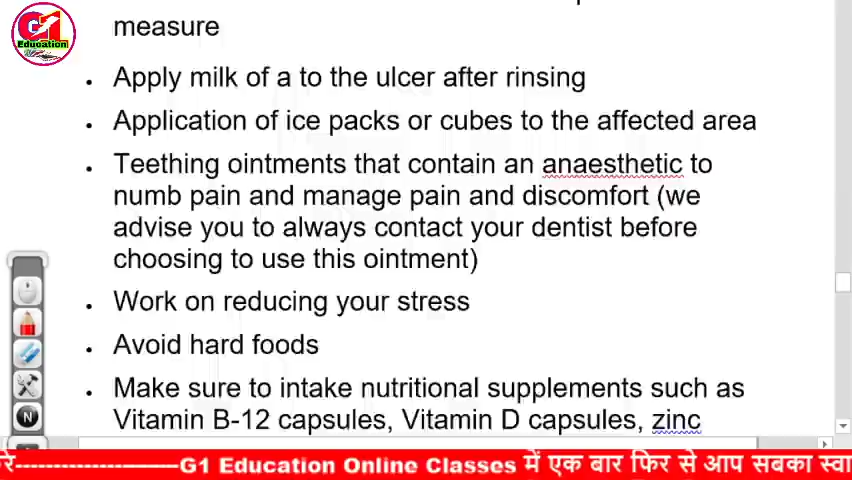 G1
Education
measure
Apply milk of a to the ulcer after rinsing
Application of ice packs or cubes to the affected area
Teething ointments that contain an anaesthetic to
numb pain and manage pain and discomfort (we
advise you to always contact your dentist before
choosing to use this ointment)
Work on reducing your stress
Avoid hard foods
Make sure to intake nutritional supplements such as
Vitamin B-12 capsules, Vitamin D capsules, zinc
N
रे-----------------------G1 Education Online Classes में एक बार फिर से आप सबका स्वा